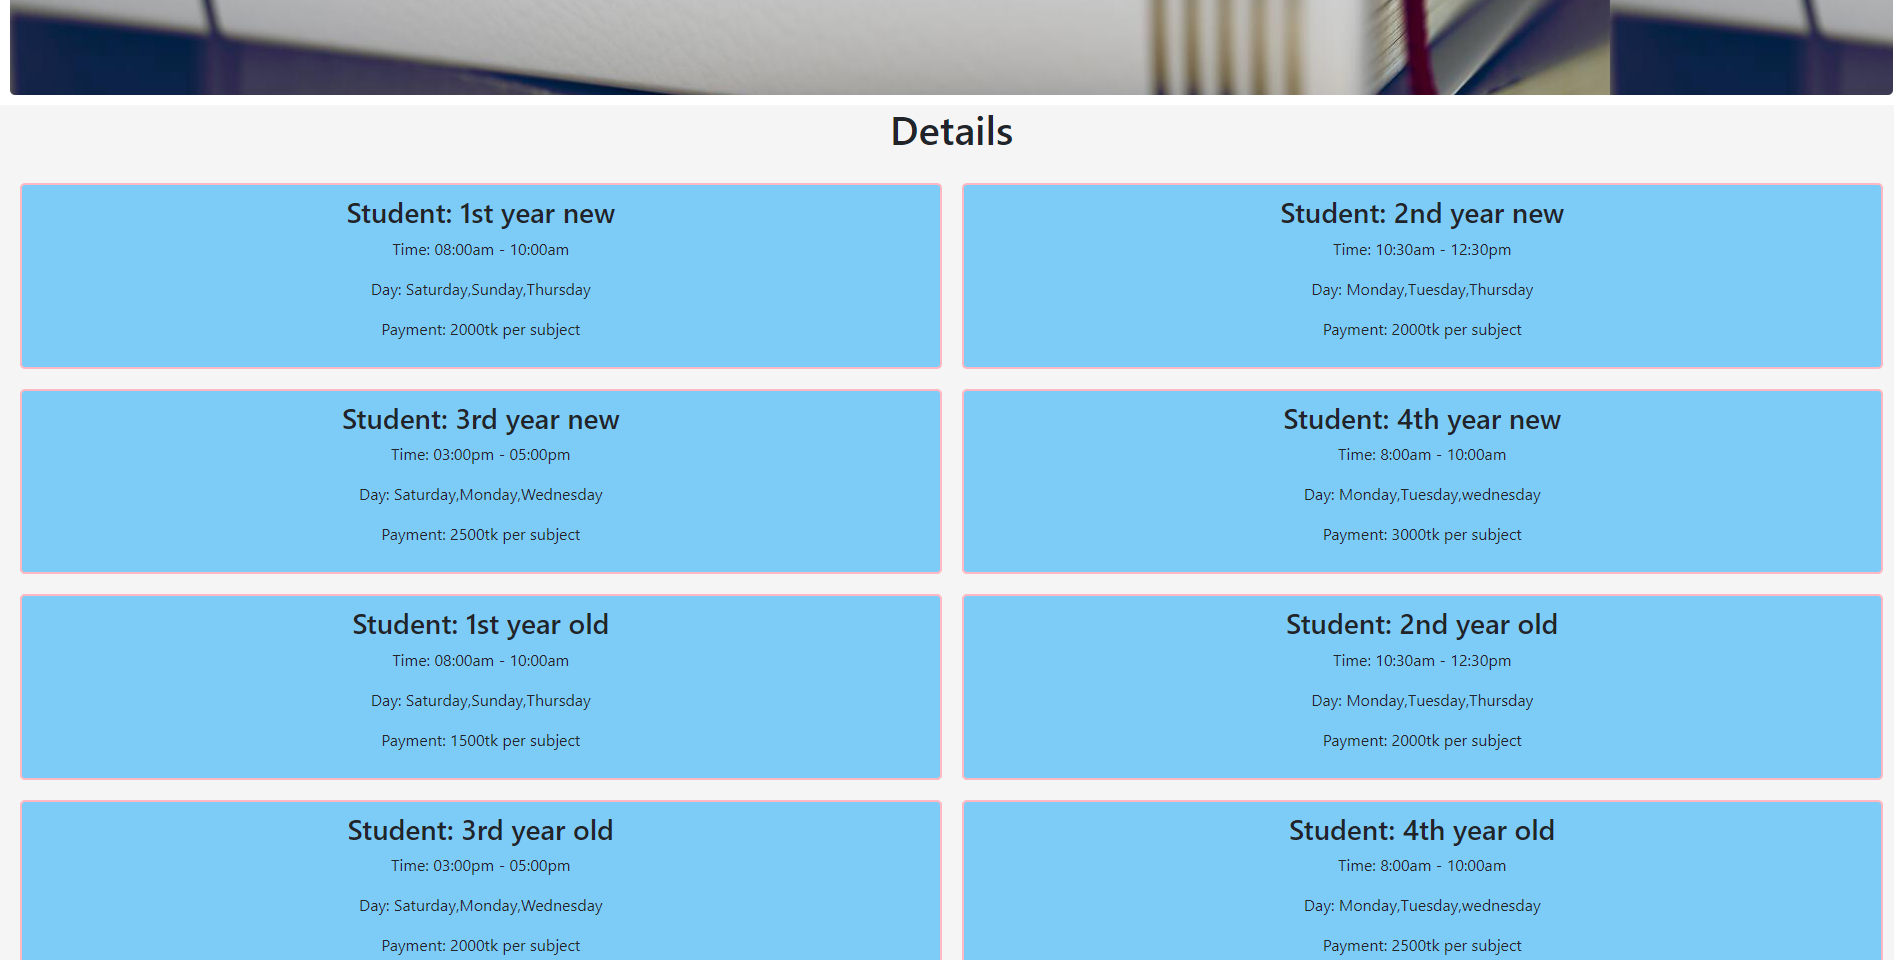 Details
Student: 1st year new
Time: 08:00am - 10:00am
Day: Saturday,Sunday,Thursday
Payment: 2000tk per subject
Student: 2nd year new
Time: 10:30am - 12:30pm
Day: Monday,Tuesday,Thursday
Payment: 2000tk per subject
Student: 3rd year new
Time: 03:00pm - 05:00pm
Day: Saturday,Monday,Wednesday
Payment: 2500tk per subject
Student: 4th year new
Time: 8:00am - 10:00am
Day: Monday,Tuesday,wednesday
Payment: 3000tk per subject
Student: 1st year old
Time: 08:00am - 10:00am
Day: Saturday,Sunday,Thursday
Payment: 1500tk per subject
Student: 2nd year old
Time: 10:30am - 12:30pm
Day: Monday,Tuesday,Thursday
Payment: 2000tk per subject
Student: 3rd year old
Time: 03:00pm - 05:00pm
Day: Saturday,Monday,Wednesday
Payment: 2000tk per subject
Student: 4th year old
Time: 8:00am - 10:00am
Day: Monday,Tuesday,wednesday
Payment: 2500tk per subject